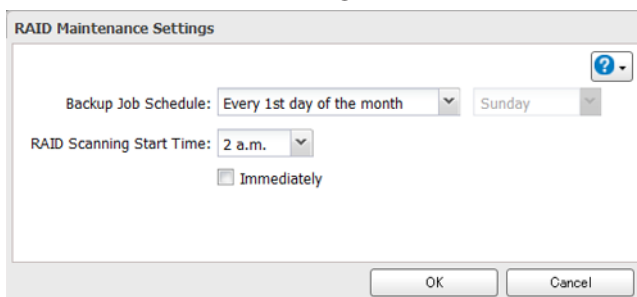 RAID Maintenance Settings
?
Backup Job Schedule: Every 1st day of the month Sunday
RAID Scanning Start Time: 2 a.m.
Immediately
OK Cancel